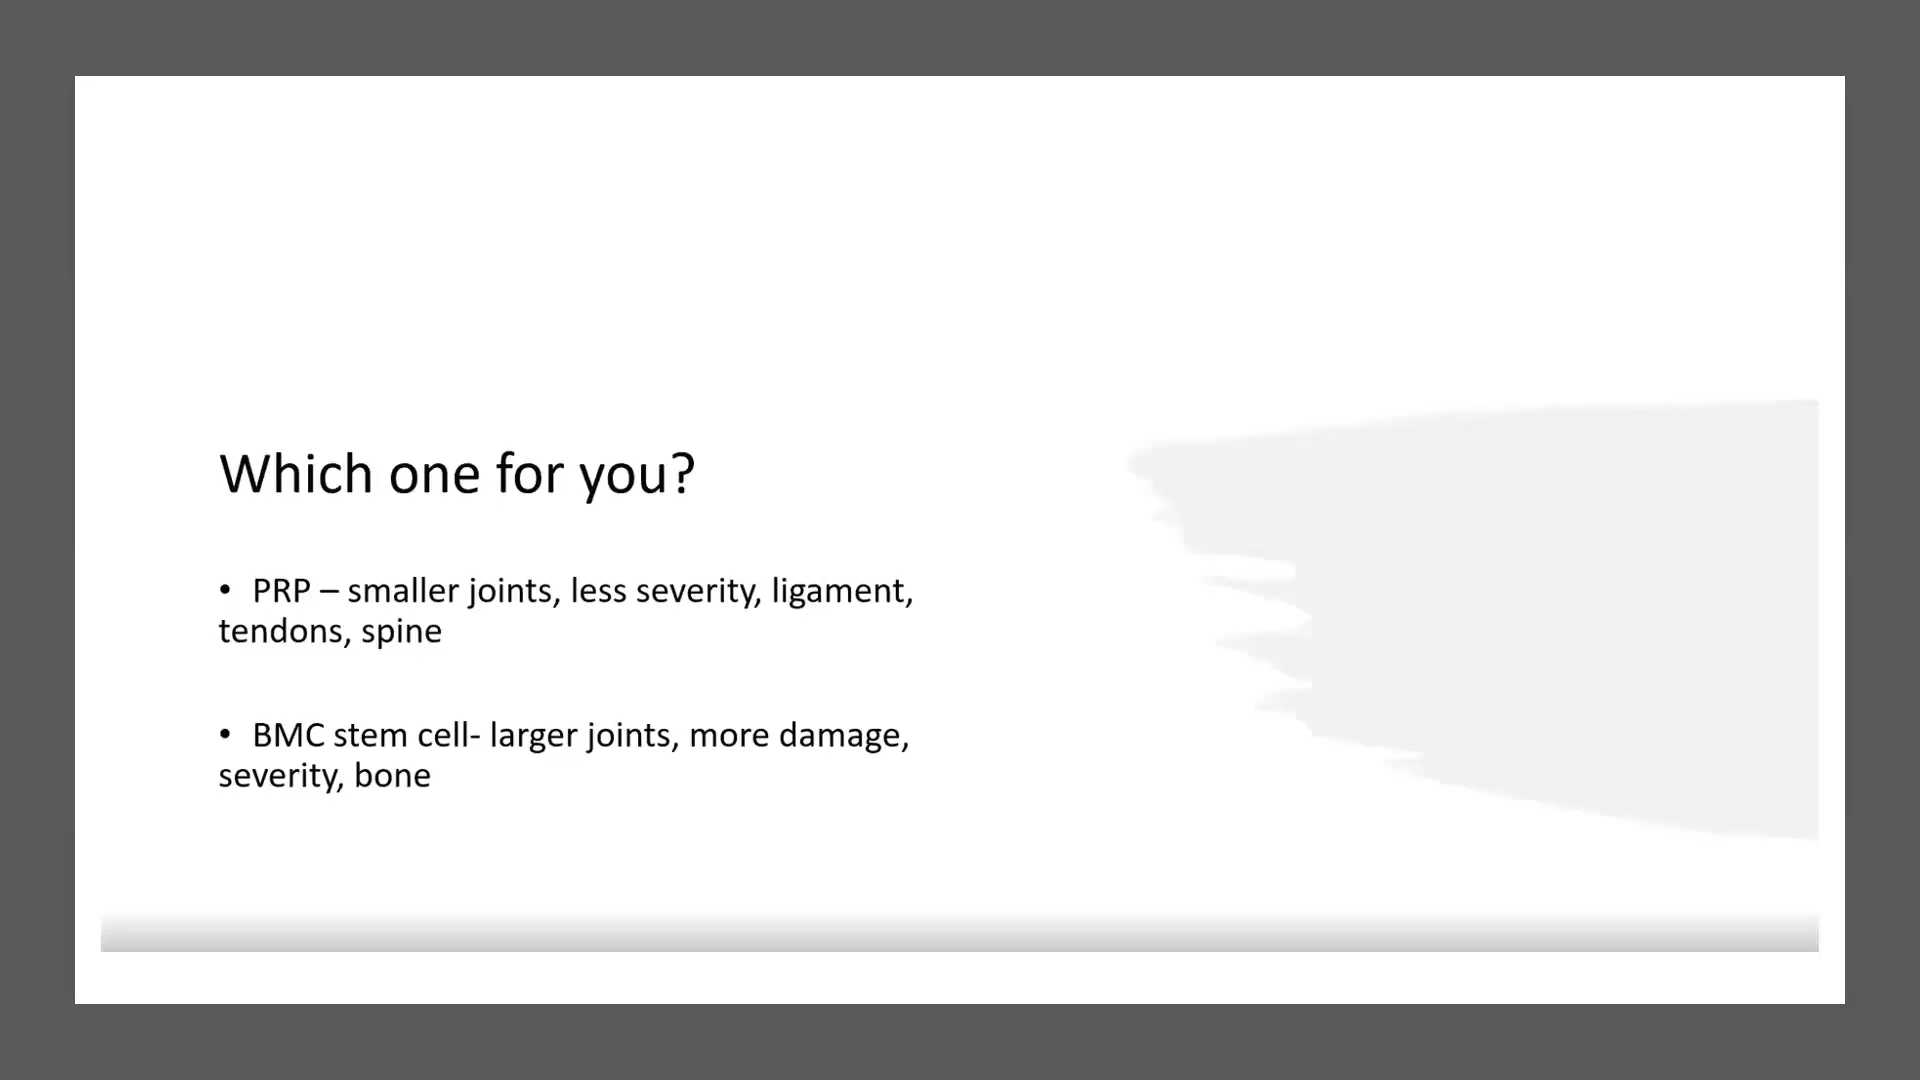 Which one for you?
• PRP – smaller joints, less severity, ligament,
tendons, spine
• BMC stem cell- larger joints, more damage,
severity, bone